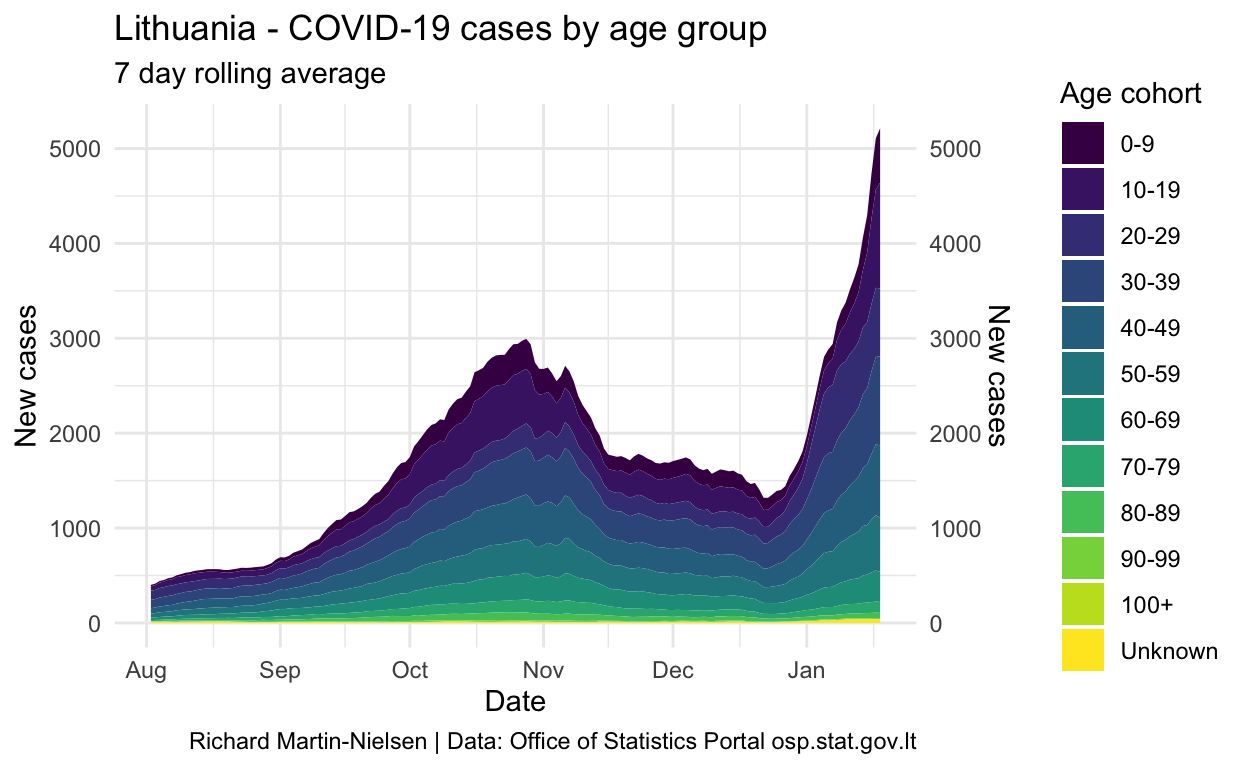 Lithuania - COVID-19 cases by age group
7 day rolling average
New cases
5000
4000
3000
2000
1000
0
5000
4000
3000
2000
1000
0
New cases
Aug Sep Oct Nov Dec Jan
Date
Age cohort
0-9
10-19
20-29
30-39
40-49
50-59
60-69
70-79
80-89
90-99
100+
Unknown
Richard Martin-Nielsen | Data: Office of Statistics Portal osp.stat.gov.lt